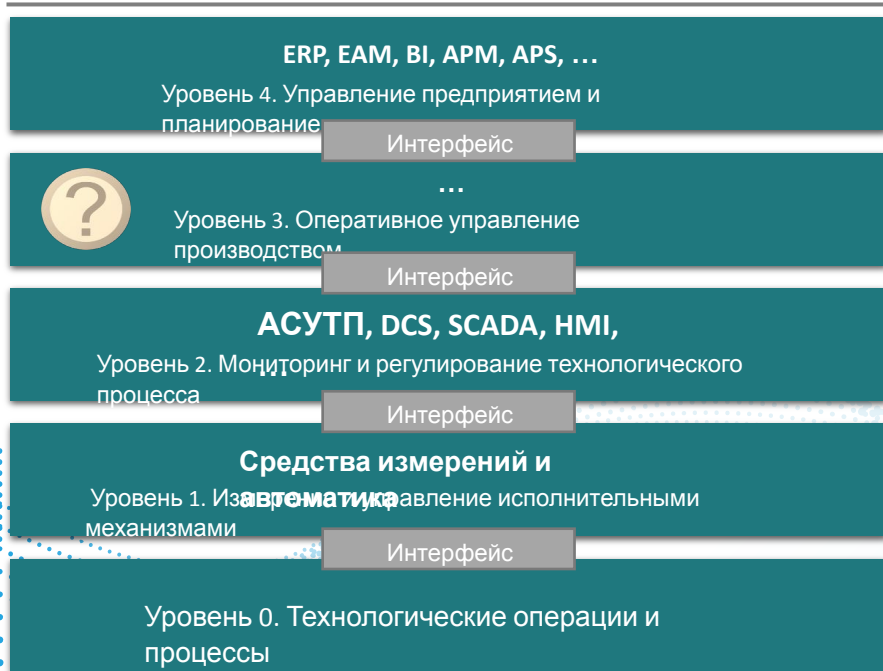 ERP, EAM, BI, APM, APS, …
Уровень 4. Управление предприятием и
планирование
Интерфейс
?
…
Уровень 3. Оперативное управление
производством
Интерфейс
АСУТП, DCS, SCADA, HMI,
…
Уровень 2. Мониторинг и регулирование технологического
процесса
Интерфейс
Средства измерений и
автоматика
Уровень 1. Измерение и управление исполнительными
механизмами
Интерфейс
Уровень 0. Технологические операции и
процессы